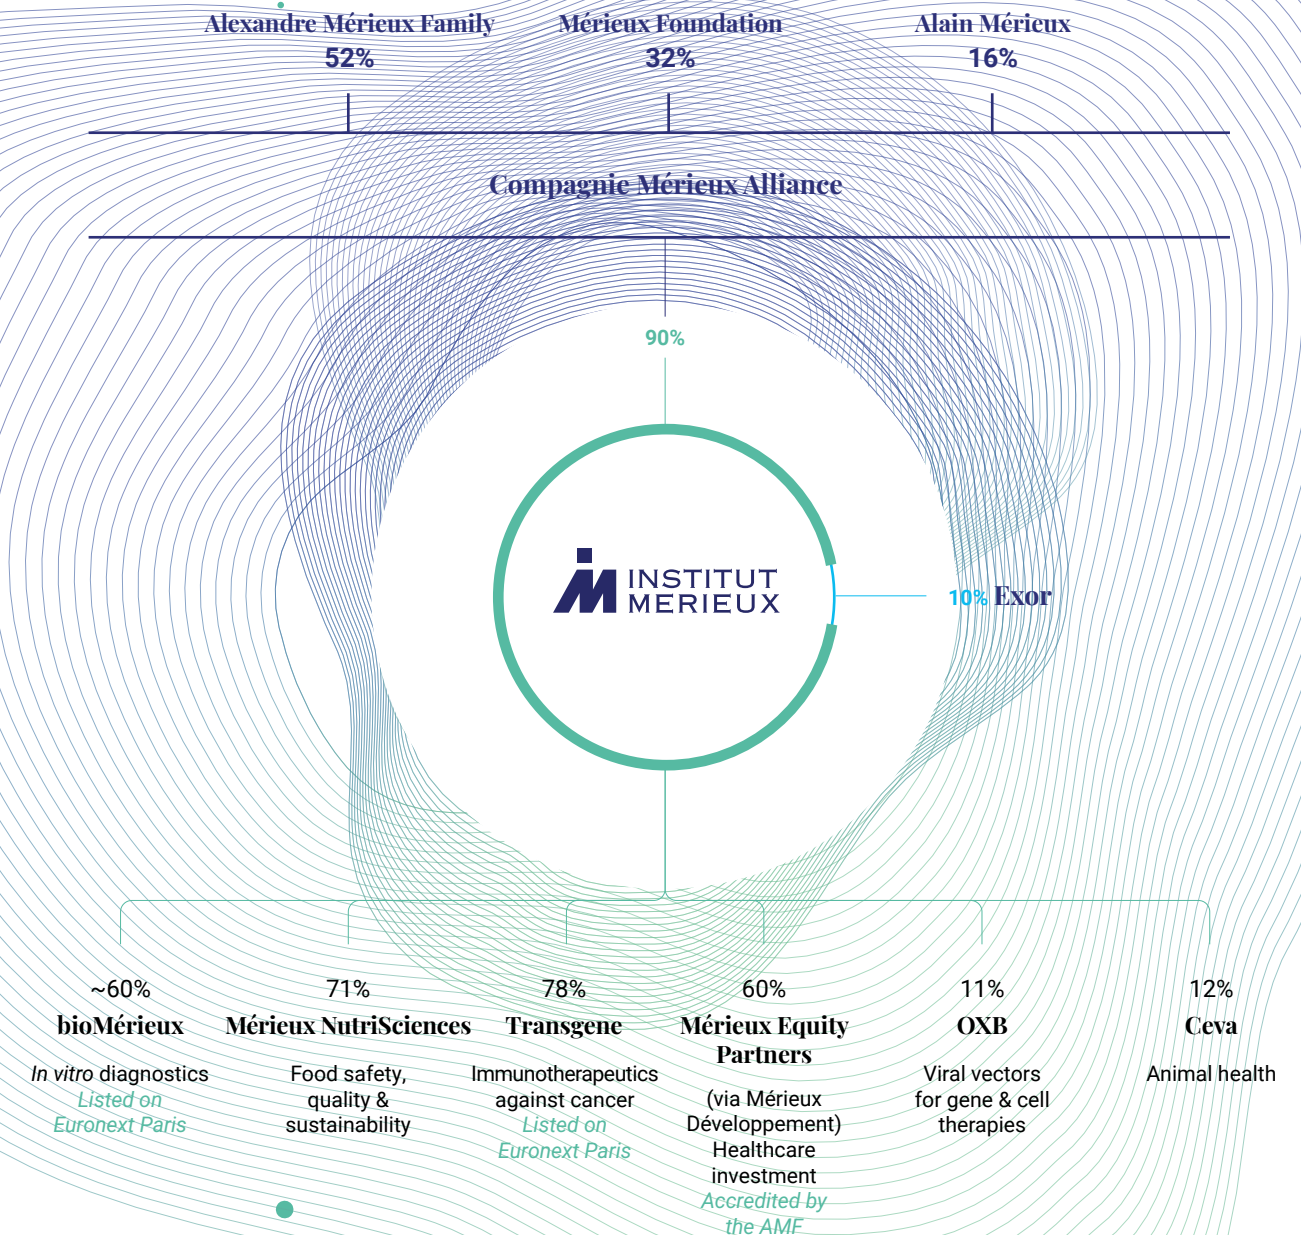 Alexandre Mérieux Family
52%
Mérieux Foundation
32%
Alain Mérieux
16%
Compagnie Mérieux Alliance
90%
INSTITUT
MERIEUX
10% Exor
~60%
bioMérieux
In vitro diagnostics
Listed on
Euronext Paris
71%
Mérieux NutriSciences
Food safety,
quality &
sustainability
78%
Transgene
Immunotherapeutics
against cancer
Listed on
Euronext Paris
60%
Mérieux Equity
Partners
(via Mérieux
Développement)
Healthcare
investment
Accredited by
the AMF
11%
OXB
Viral vectors
for gene & cell
therapies
12%
Ceva
Animal health